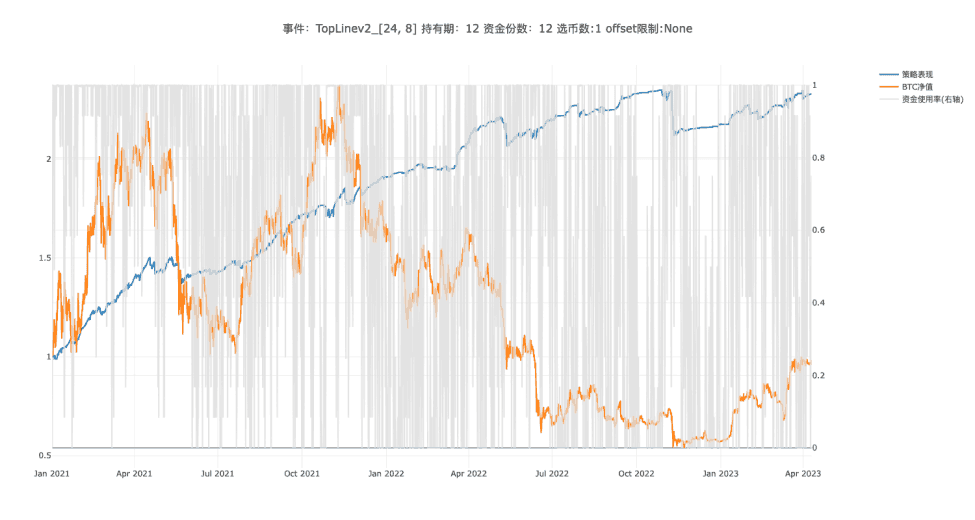 事件：TopLinev2_[24, 8] 持有期：12 资金份数：12 选币数:1 offset限制:None
策略表现
BTC净值
资金使用率(右轴)
2
1.5
1
0.5
1
0.8
0.6
0.4
0.2
0
Jan 2021
Apr 2021
Jul 2021
Oct 2021
Jan 2022
Apr 2022
Jul 2022
Oct 2022
Jan 2023
Apr 2023